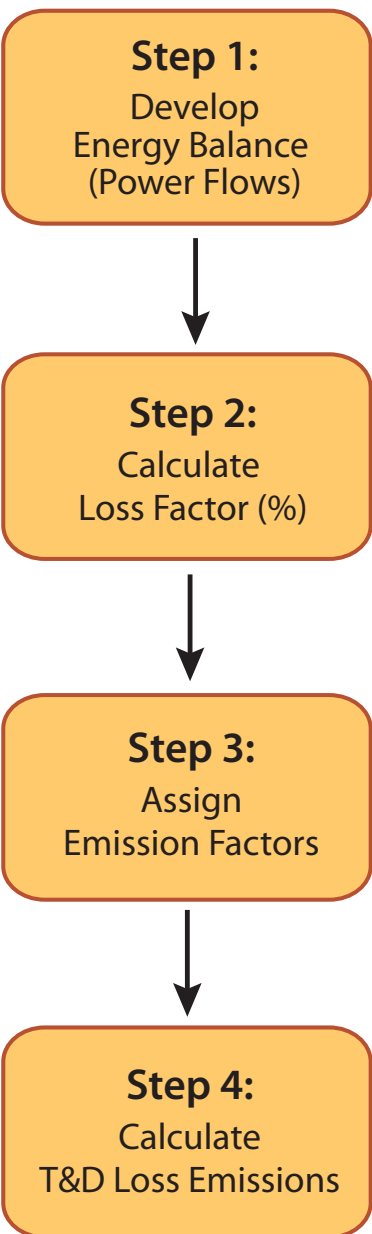 Step 1:
Develop
Energy Balance
(Power Flows)
Step 2:
Calculate
Loss Factor (%)
Step 3:
Assign
Emission Factors
Step 4:
Calculate
T&D Loss Emissions